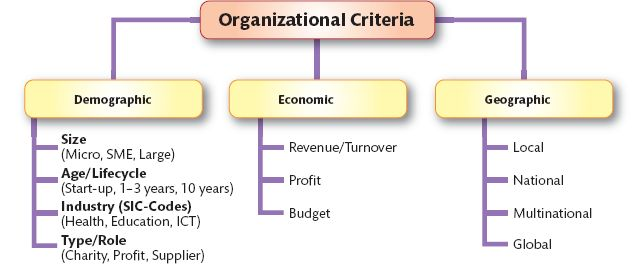 Organizational Criteria
Demographic
Size
(Micro, SME, Large)
Age/Lifecycle
(Start-up, 1–3 years, 10 years)
Industry (SIC-Codes)
(Health, Education, ICT)
Type/Role
(Charity, Profit, Supplier)
Economic
Revenue/Turnover
Profit
Budget
Geographic
Local
National
Multinational
Global